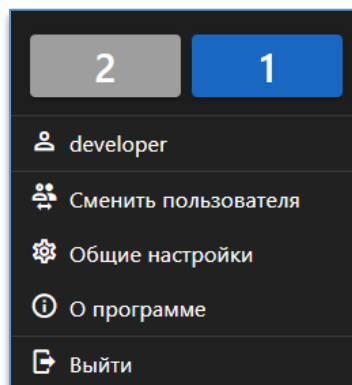 2 1
developer
Сменить пользователя
Общие настройки
О программе
Выйти